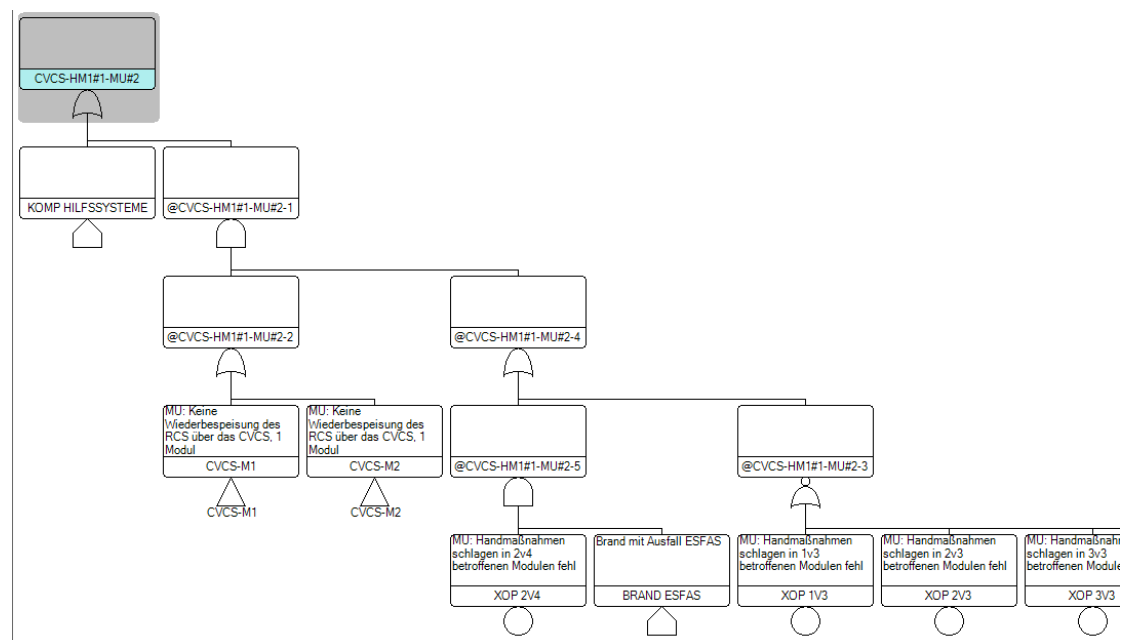 CVCS-HM1#1-MU#2
KOMP HILFSSYSTEME
@CVCS-HM1#1-MU#2-1
@CVCS-HM1#1-MU#2-2
@CVCS-HM1#1-MU#2-4
MU: Keine
Wiederbespeisung des
RCS über das CVCS, 1
Modul
CVCS-M1
CVCS-M1
MU: Keine
Wiederbespeisung des
RCS über das CVCS, 1
Modul
CVCS-M2
CVCS-M2
@CVCS-HM1#1-MU#2-5
@CVCS-HM1#1-MU#2-3
MU: Handmaßnahmen
schlagen in 2v4
betroffenen Modulen fehl
XOP 2V4
Brand mit Ausfall ESFAS
BRAND ESFAS
MU: Handmaßnahmen
schlagen in 1v3
betroffenen Modulen fehl
XOP 1V3
MU: Handmaßnahmen
schlagen in 2v3
betroffenen Modulen fehl
XOP 2V3
MU:
schlagen in 3v3
betroffenen
XOP 3V3